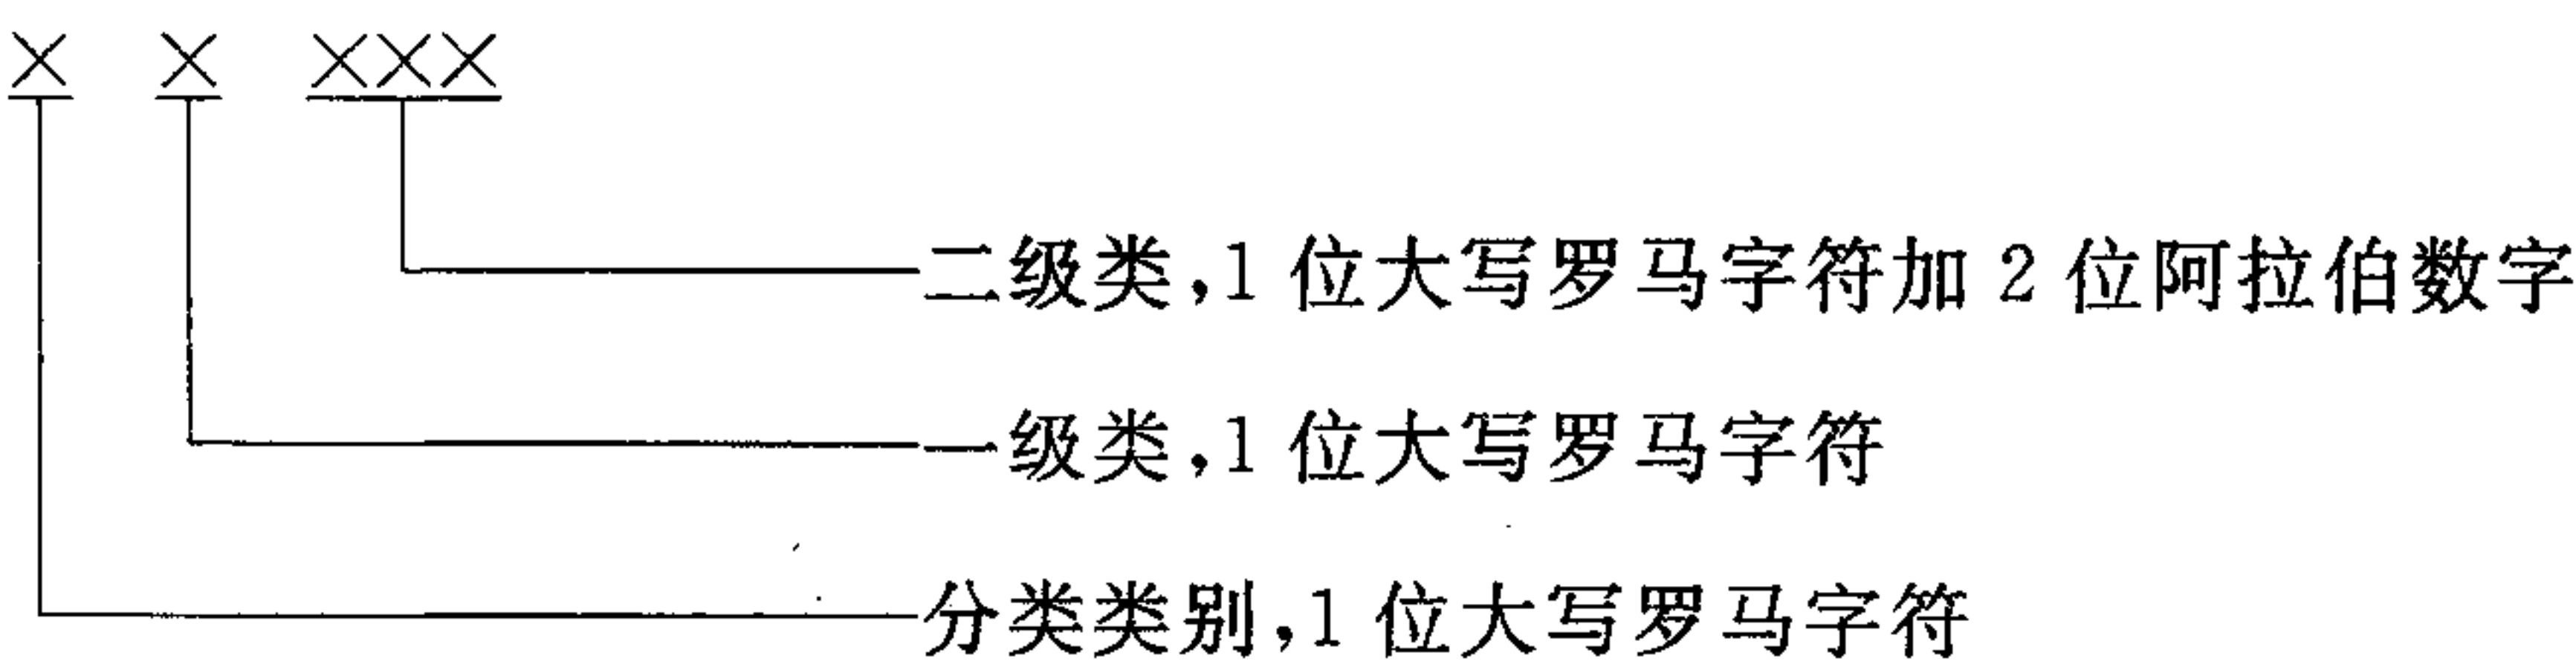 × × ×××
二级类,1 位大写罗马字符加 2 位阿拉伯数字
一级类,1 位大写罗马字符
分类类别,1 位大写罗马字符